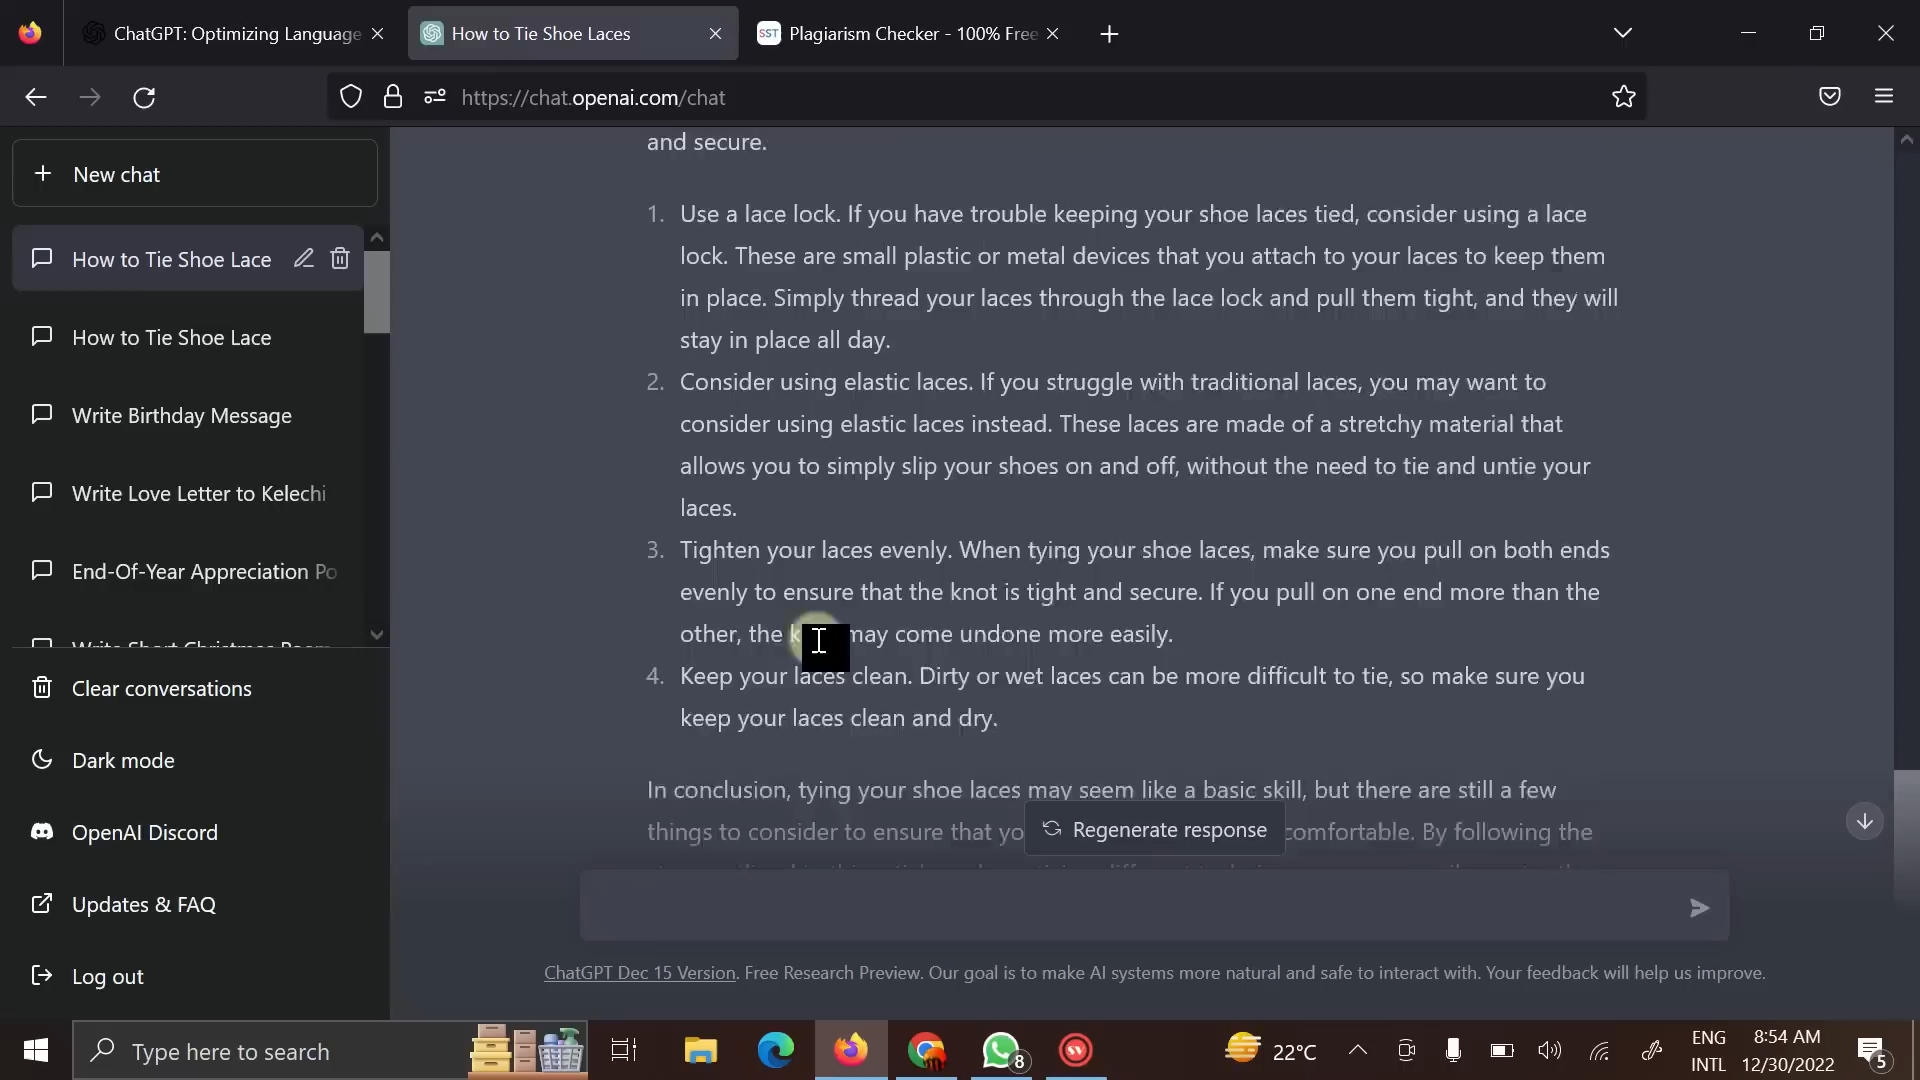 ChatGPT: Optimizing Language
How to Tie Shoe Laces
SST
Plagiarism Checker - 100% Free
https://chat.openai.com/chat
New chat
How to Tie Shoe Lace
How to Tie Shoe Lace
Write Birthday Message
Write Love Letter to Kelechi
End-Of-Year Appreciation Po
Write Short Christmas Poem
Clear conversations
Dark mode
OpenAI Discord
Updates & FAQ
Log out
and secure.
1. Use a lace lock. If you have trouble keeping your shoe laces tied, consider using a lace
lock. These are small plastic or metal devices that you attach to your laces to keep them
in place. Simply thread your laces through the lace lock and pull them tight, and they will
stay in place all day.
2. Consider using elastic laces. If you struggle with traditional laces, you may want to
consider using elastic laces instead. These laces are made of a stretchy material that
allows you to simply slip your shoes on and off, without the need to tie and untie your
laces.
3. Tighten your laces evenly. When tying your shoe laces, make sure you pull on both ends
evenly to ensure that the knot is tight and secure. If you pull on one end more than the
other, the may come undone more easily.
4. Keep your laces clean. Dirty or wet laces can be more difficult to tie, so make sure you
keep your laces clean and dry.
In conclusion, tying your shoe laces may seem like a basic skill, but there are still a few
things to consider to ensure that comfortable. By following the
Regenerate response
ChatGPT Dec 15 Version. Free Research Preview. Our goal is to make AI systems more natural and safe to interact with. Your feedback will help us improve.
Type here to search
8
22°C
ENG
INTL
8:54 AM
12/30/2022
5